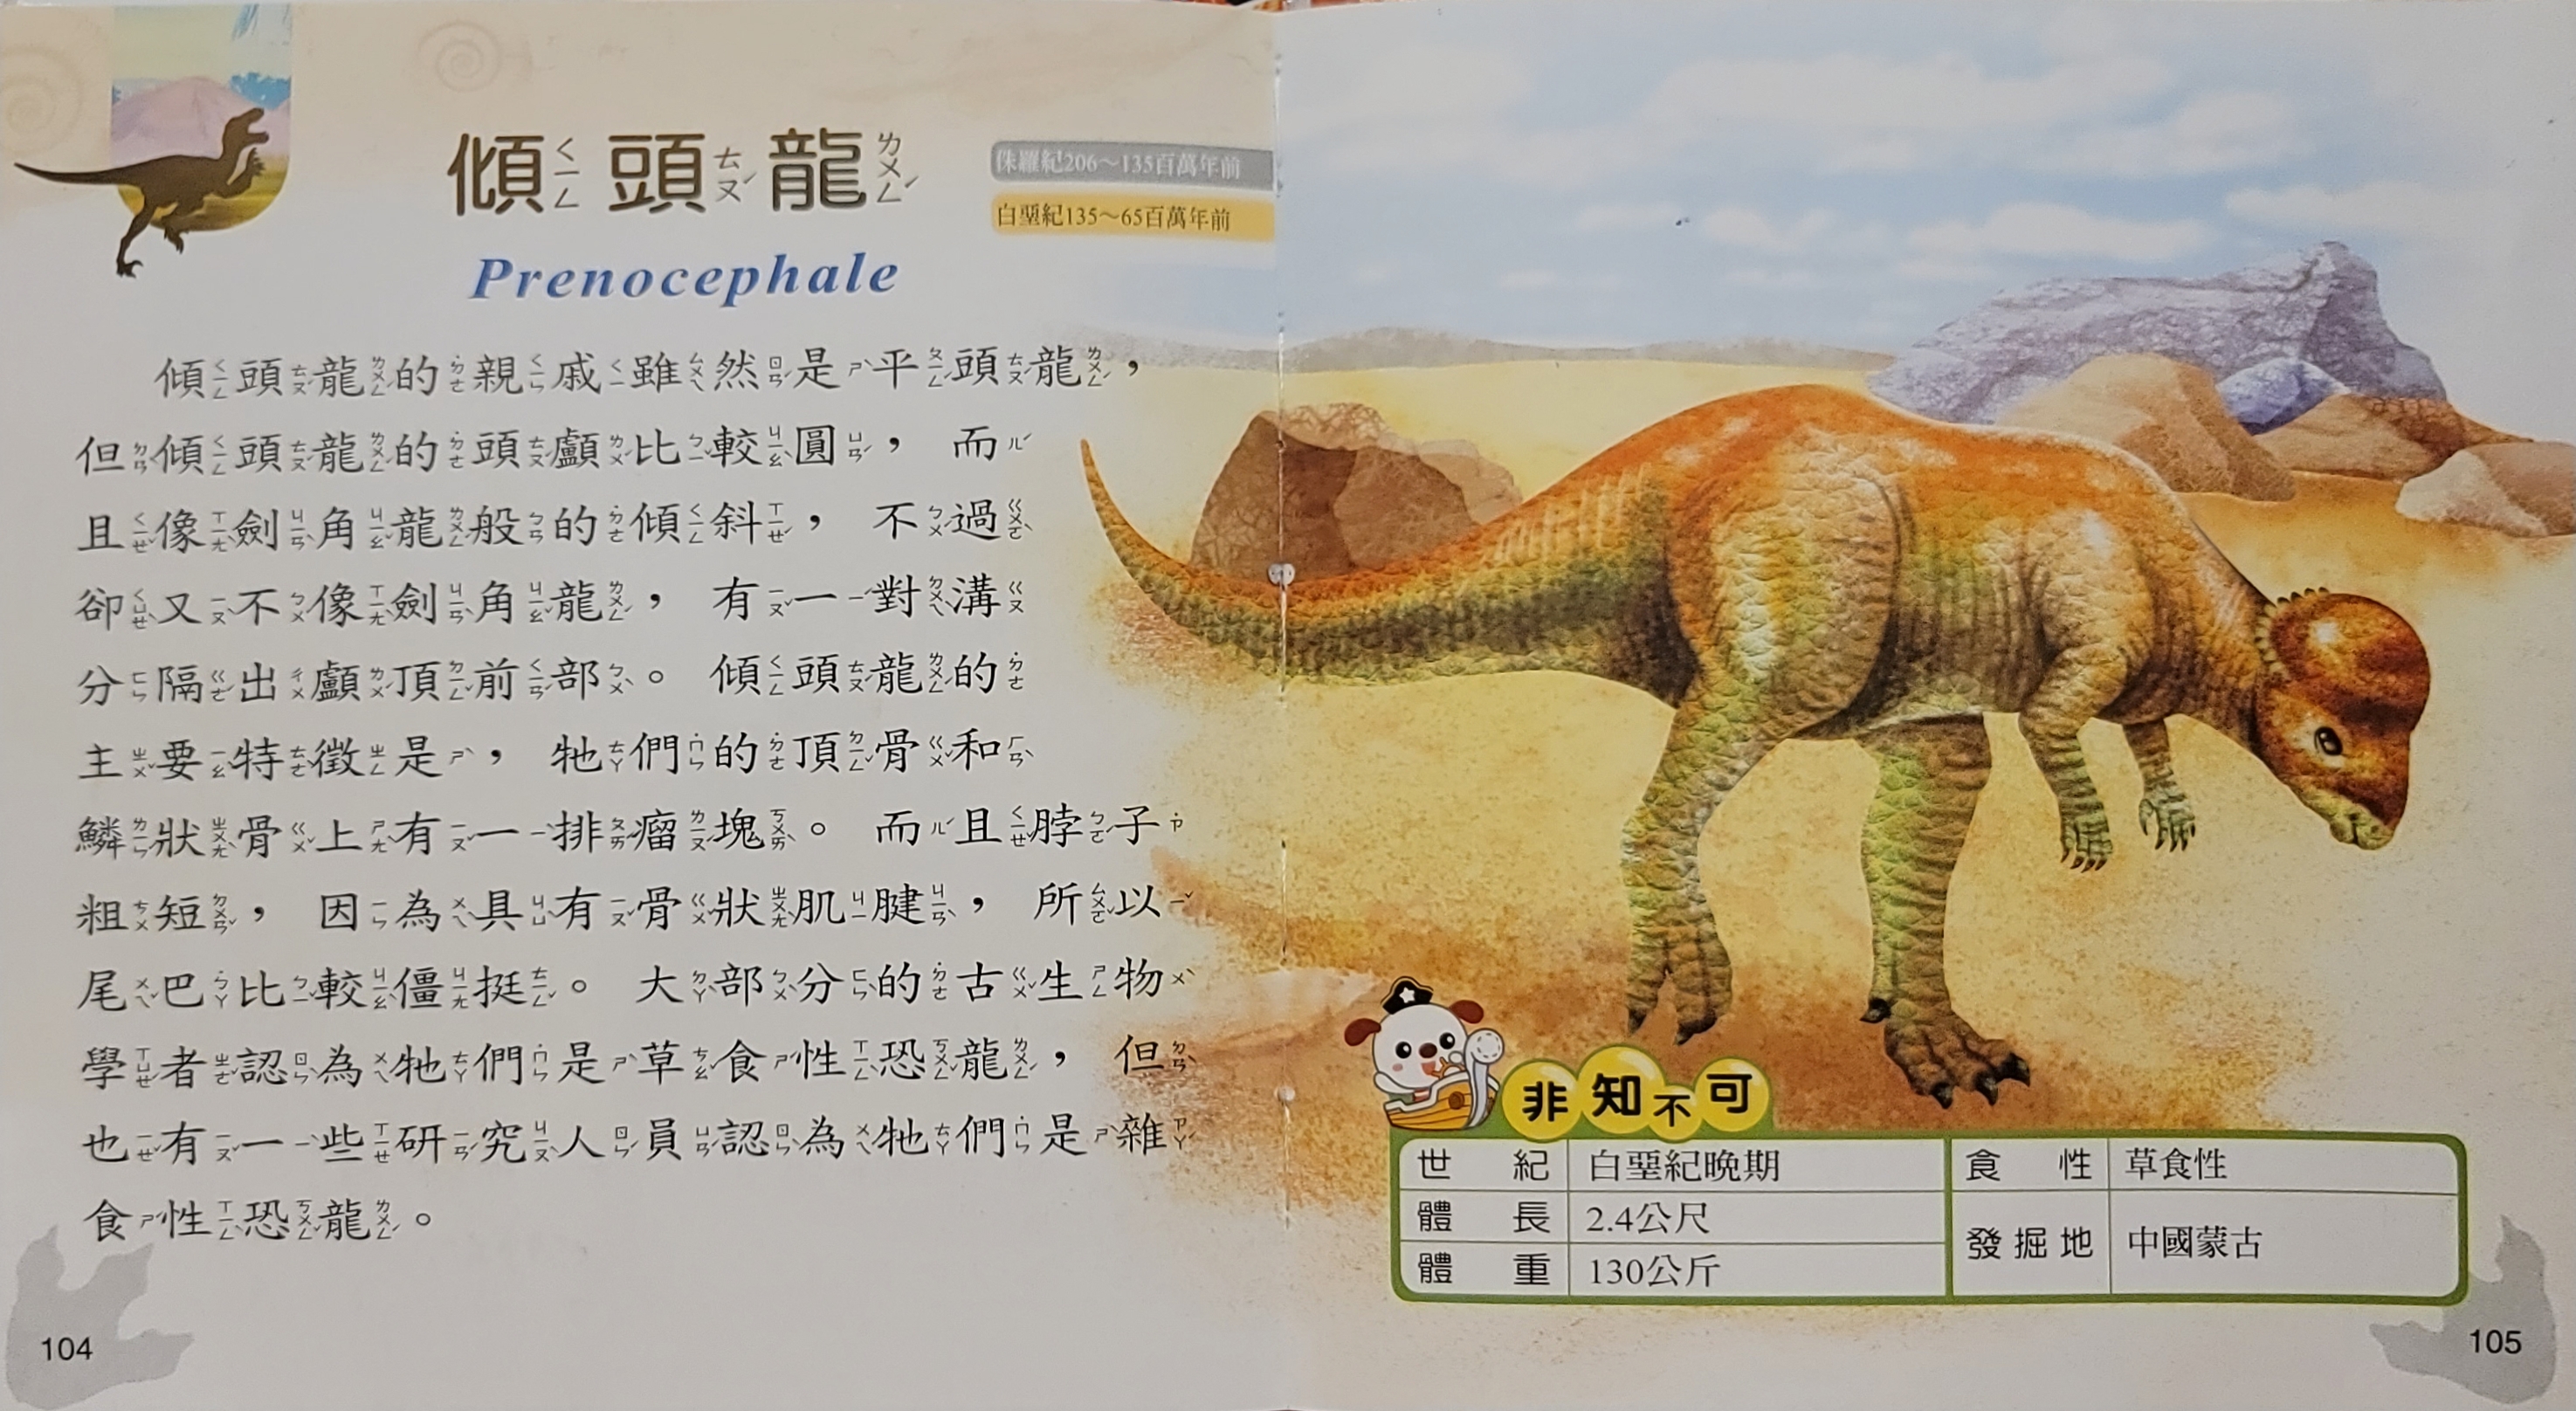 傾頭龍
ㄑㄧㄥ ㄊㄡˊ ㄌㄨㄥˊ
Prenocephale
侏羅紀206～135百萬年前
白堊紀135～65百萬年前
傾頭龍的親戚雖然是平頭龍，
但傾頭龍的頭顱比較圓，而
且像劍角龍般的傾斜，不過
卻又不像劍角龍，有一對溝
分隔出顱頂前部。傾頭龍的
主要特徵是，牠們的頂骨和
鱗狀骨上有一排瘤塊。而且脖子
粗短，因為具有骨狀肌腱，所以
尾巴比較僵挺。大部分的古生物
學者認為牠們是草食性恐龍，但
也有一些研究人員認為牠們是雜
食性恐龍。
104
非知不可
世紀 白堊紀晚期
體長 2.4公尺
體重 130公斤
食性 草食性
發掘地 中國蒙古
105